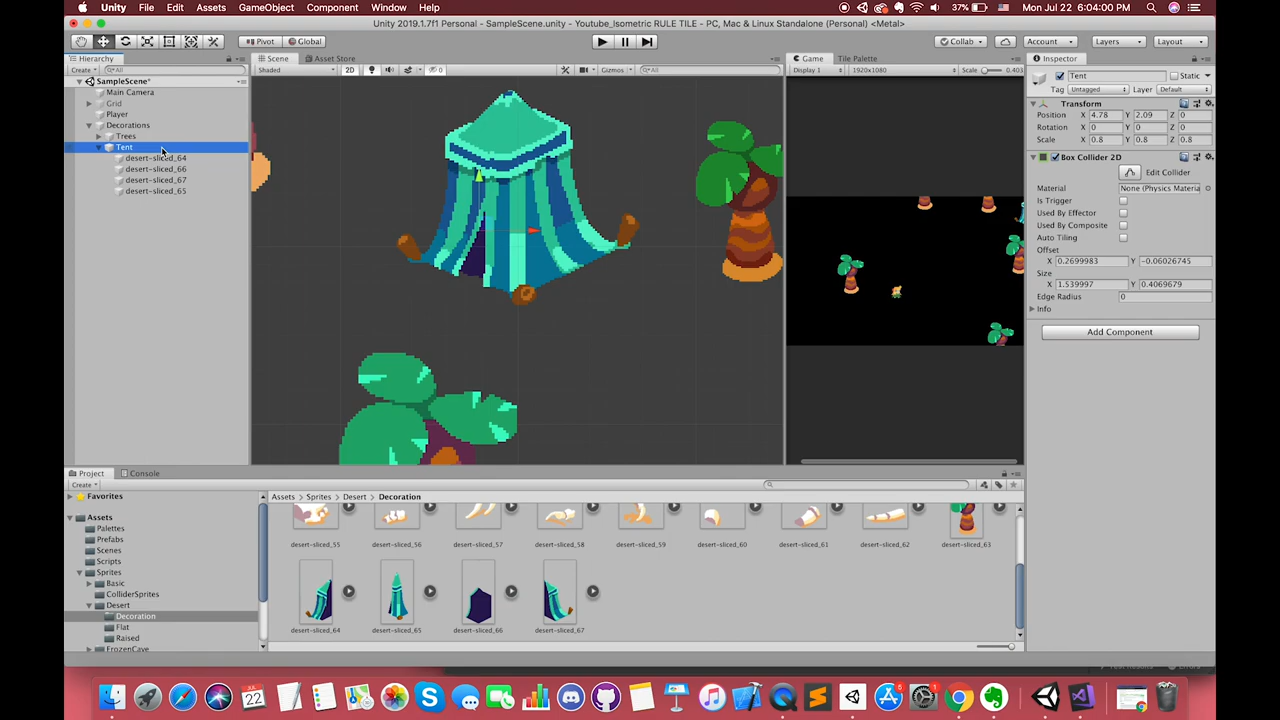 Unity File Edit Assets GameObject Component Window Help 37% Mon Jul 22 6:04:00 PM
Unity 2019.1.7f1 Personal - SampleScene.unity - Youtube_Isometric RULE TILE - PC, Mac & Linux Standalone (Personal) <Metal>
Pivot Global Collab Account Layers Layout
Hierarchy Scene Asset Store Game Tile Palette Inspector
Create All Shaded 2D 0 Gizmos All Display 1 1920x1080 Scale 0.403
SampleScene*
Main Camera
Grid
Player
Decorations
Trees
Tent
desert-sliced_64
desert-sliced_66
desert-sliced_67
desert-sliced_65
Tent Static
Tag Untagged Layer Default
Transform
Position X 4.78 Y 2.09 Z 0
Rotation X 0 Y 0 Z 0
Scale X 0.8 Y 0.8 Z 0.8
Box Collider 2D
Edit Collider
Material None (Physics Materia
Is Trigger
Used By Effector
Used By Composite
Auto Tiling
Offset
X 0.2699983 Y -0.06026745
Size
X 1.539997 Y 0.4069679
Edge Radius 0
Info
Add Component
Project Console
Create
Favorites
Assets
Palettes
Prefabs
Scenes
Scripts
Sprites
Basic
ColliderSprites
Desert
Decoration
Flat
Raised
FrozenCave
Assets Sprites Desert Decoration
desert-sliced_55 desert-sliced_56 desert-sliced_57 desert-sliced_58 desert-sliced_59 desert-sliced_60 desert-sliced_61 desert-sliced_62 desert-sliced_63
desert-sliced_64 desert-sliced_65 desert-sliced_66 desert-sliced_67